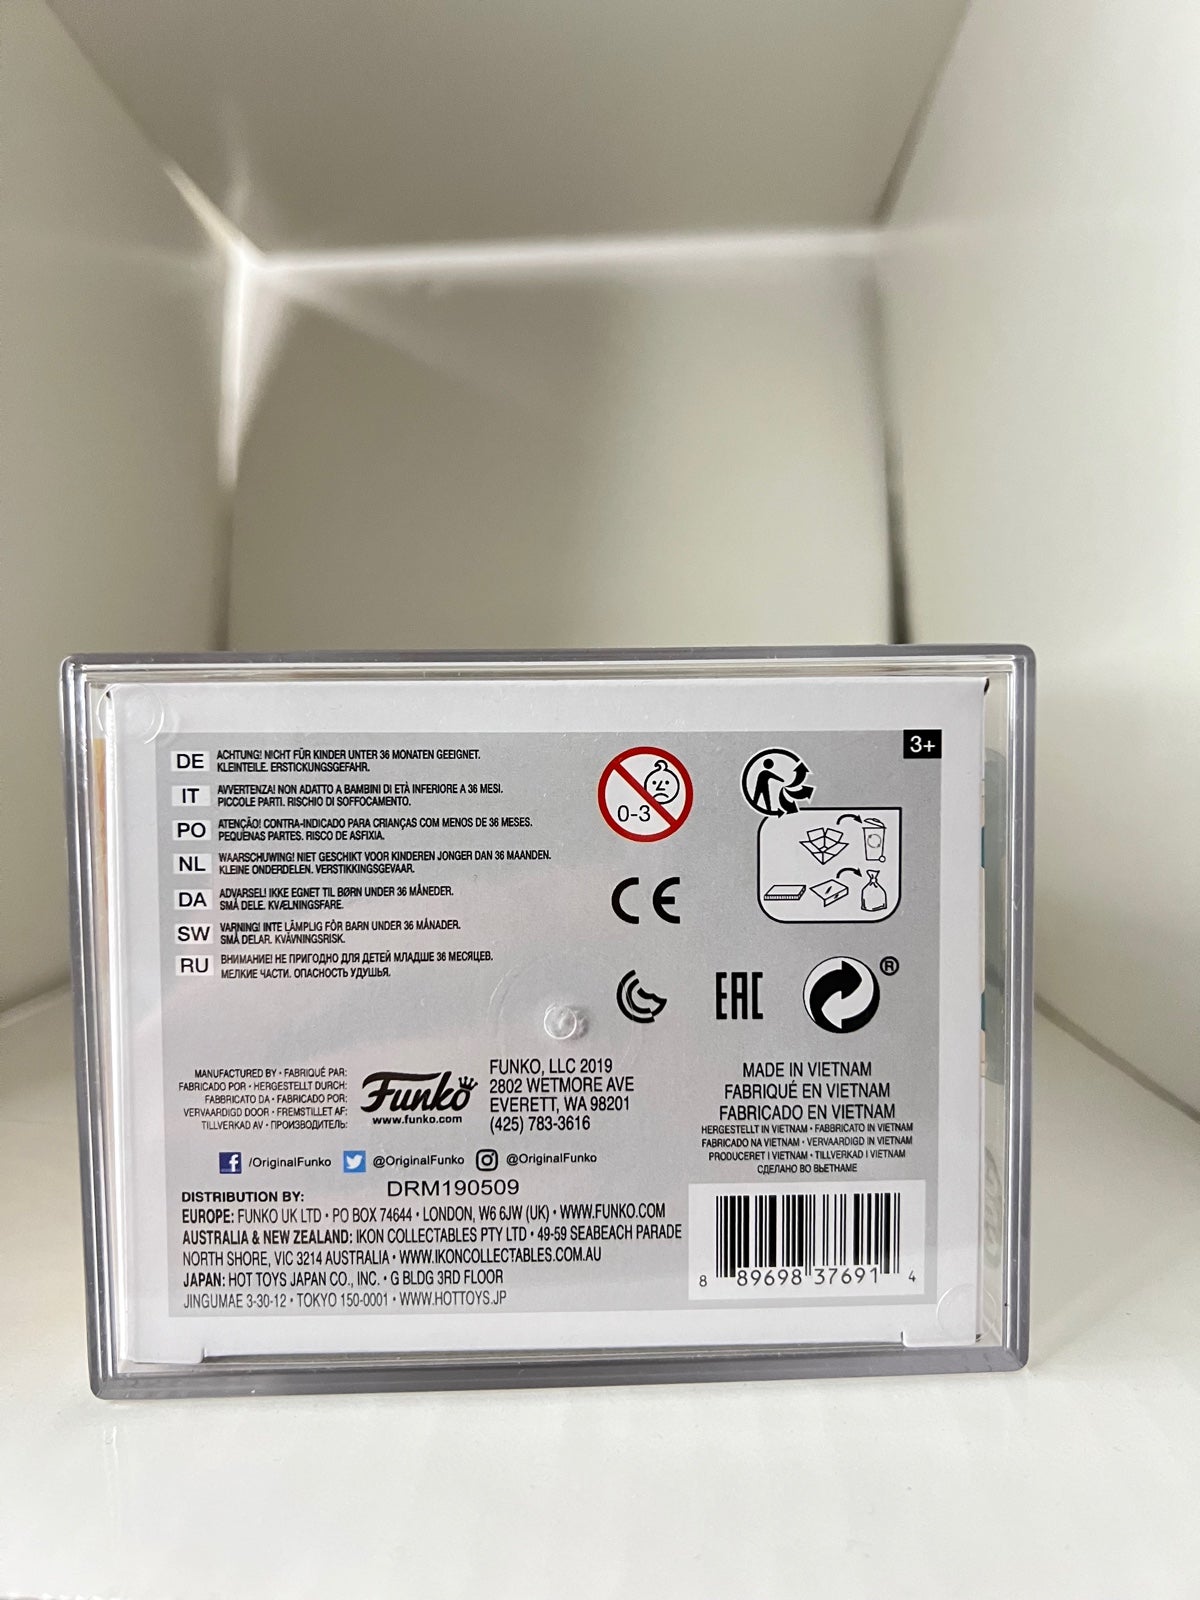 3+
DE ACHTUNG! NICHT FÜR KINDER UNTER 36 MONATEN GEEIGNET.
KLEINTEILE. ERSTICKUNGSGEFAHR.
IT AVVERTENZA! NON ADATTO A BAMBINI DI ETÀ INFERIORE A 36 MESI.
PICCOLE PARTI. RISCHIO DI SOFFOCAMENTO.
PO ATENÇÃO! CONTRA-INDICADO PARA CRIANÇAS COM MENOS DE 36 MESES.
PEQUENAS PARTES. RISCO DE ASFIXIA.
NL WAARSCHUWING! NIET GESCHIKT VOOR KINDEREN JONGER DAN 36 MAANDEN.
KLEINE ONDERDELEN. VERSTIKKINGSGEVAAR.
DA ADVARSEL! IKKE EGNET TIL BØRN UNDER 36 MÅNEDER.
SMÅ DELE. KVÆLNINGSFARE.
SW VARNING! INTE LÄMPLIG FÖR BARN UNDER 36 MÅNADER.
SMÅ DELAR. KVÄVNINGSRISK.
RU ВНИМАНИЕ! НЕ ПРИГОДНО ДЛЯ ДЕТЕЙ МЛАДШЕ 36 МЕСЯЦЕВ.
МЕЛКИЕ ЧАСТИ. ОПАСНОСТЬ УДУШЬЯ.
0-3
CE
EAC
®
MANUFACTURED BY • FABRIQUÉ PAR:
FABRICADO POR • HERGESTELLT DURCH:
FABBRICATO DA • FABRICADO POR:
VERVAARDIGD DOOR • FREMSTILLET AF:
TILLVERKAD AV • ПРОИЗВОДИТЕЛЬ:
Funko
www.funko.com
FUNKO, LLC 2019
2802 WETMORE AVE
EVERETT, WA 98201
(425) 783-3616
MADE IN VIETNAM
FABRIQUÉ EN VIETNAM
FABRICADO EN VIETNAM
HERGESTELLT IN VIETNAM • FABBRICATO IN VIETNAM
FABRICADO NA VIETNAM • VERVAARDIGD IN VIETNAM
PRODUCERET I VIETNAM • TILLVERKAD I VIETNAM
СДЕЛАНО ВО ВЬЕТНАМЕ
/OriginalFunko @OriginalFunko @OriginalFunko
DRM190509
DISTRIBUTION BY:
EUROPE: FUNKO UK LTD • PO BOX 74644 • LONDON, W6 6JW (UK) • WWW.FUNKO.COM
AUSTRALIA & NEW ZEALAND: IKON COLLECTABLES PTY LTD • 49-59 SEABEACH PARADE
NORTH SHORE, VIC 3214 AUSTRALIA • WWW.IKONCOLLECTABLES.COM.AU
JAPAN: HOT TOYS JAPAN CO., INC. • G BLDG 3RD FLOOR
JINGUMAE 3-30-12 • TOKYO 150-0001 • WWW.HOTTOYS.JP
8 89698 37691 4